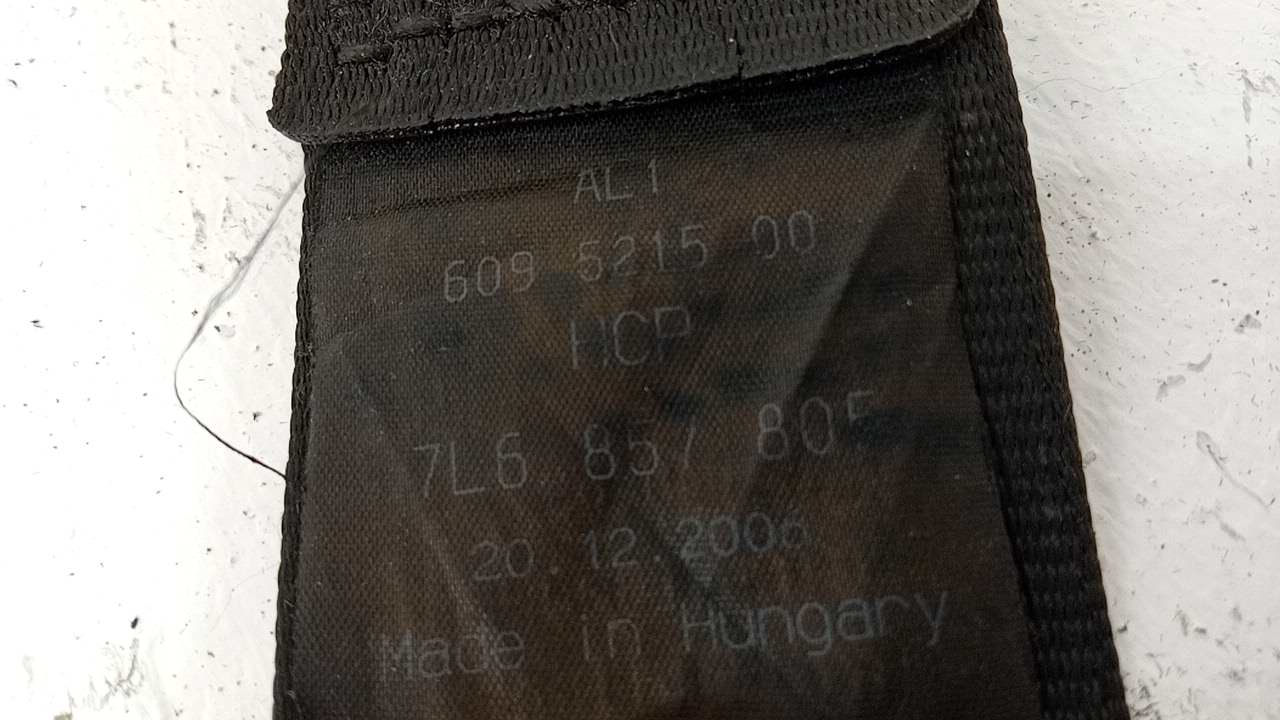 AL1
609 5215 00
HCP
7L6 857 805
20.12.2006
Made in Hungary